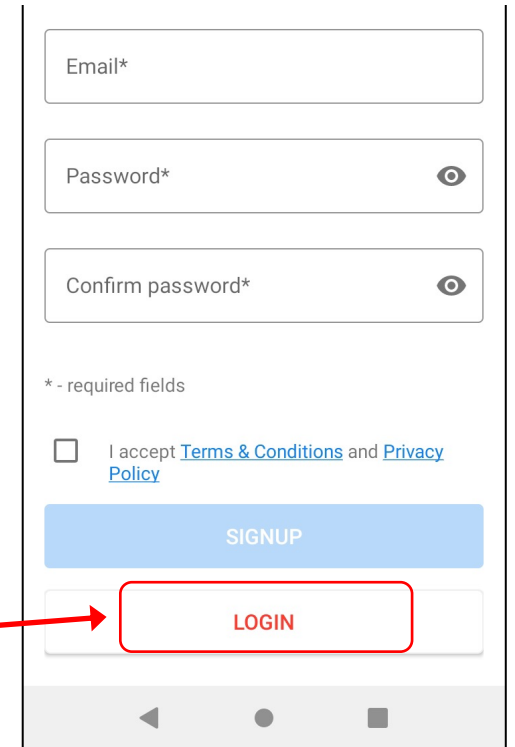 Email*
Password*
Confirm password*
* - required fields
I accept Terms & Conditions and Privacy
Policy
SIGNUP
LOGIN